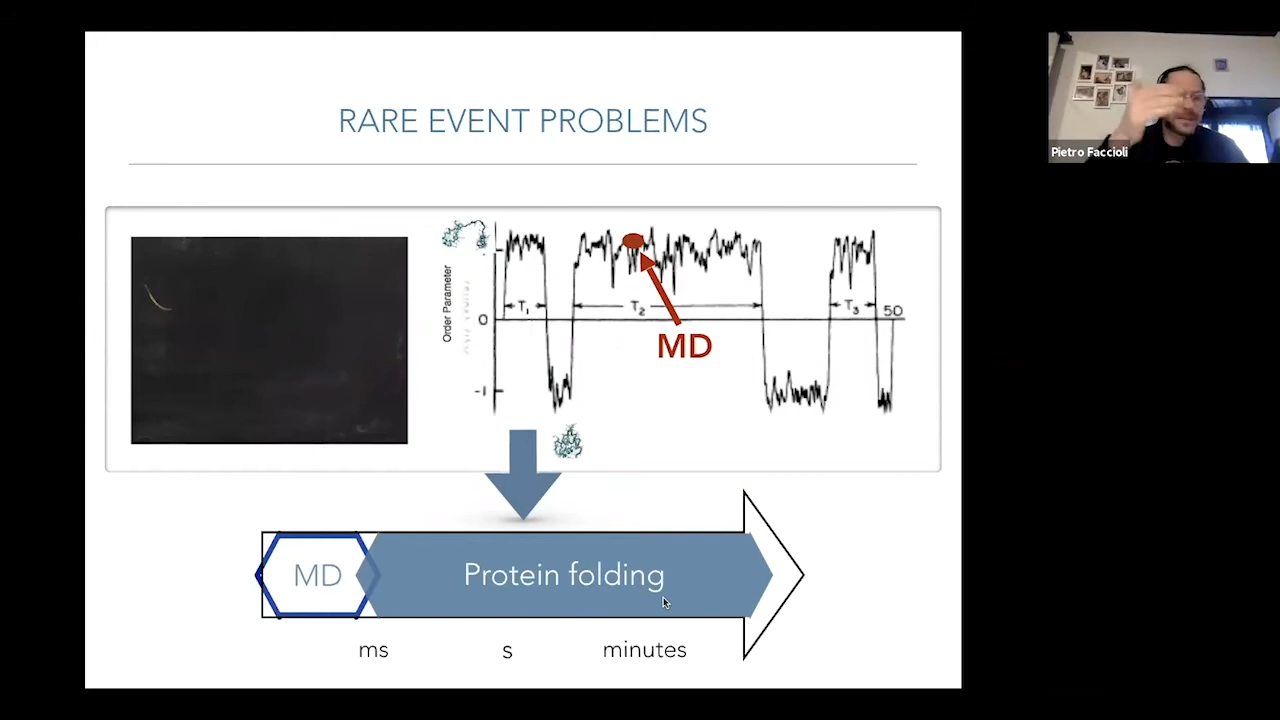 RARE EVENT PROBLEMS
Pietro Faccioli
Order Parameter
0
-1
T1
T2
T3
50
MD
MD
Protein folding
ms
s
minutes